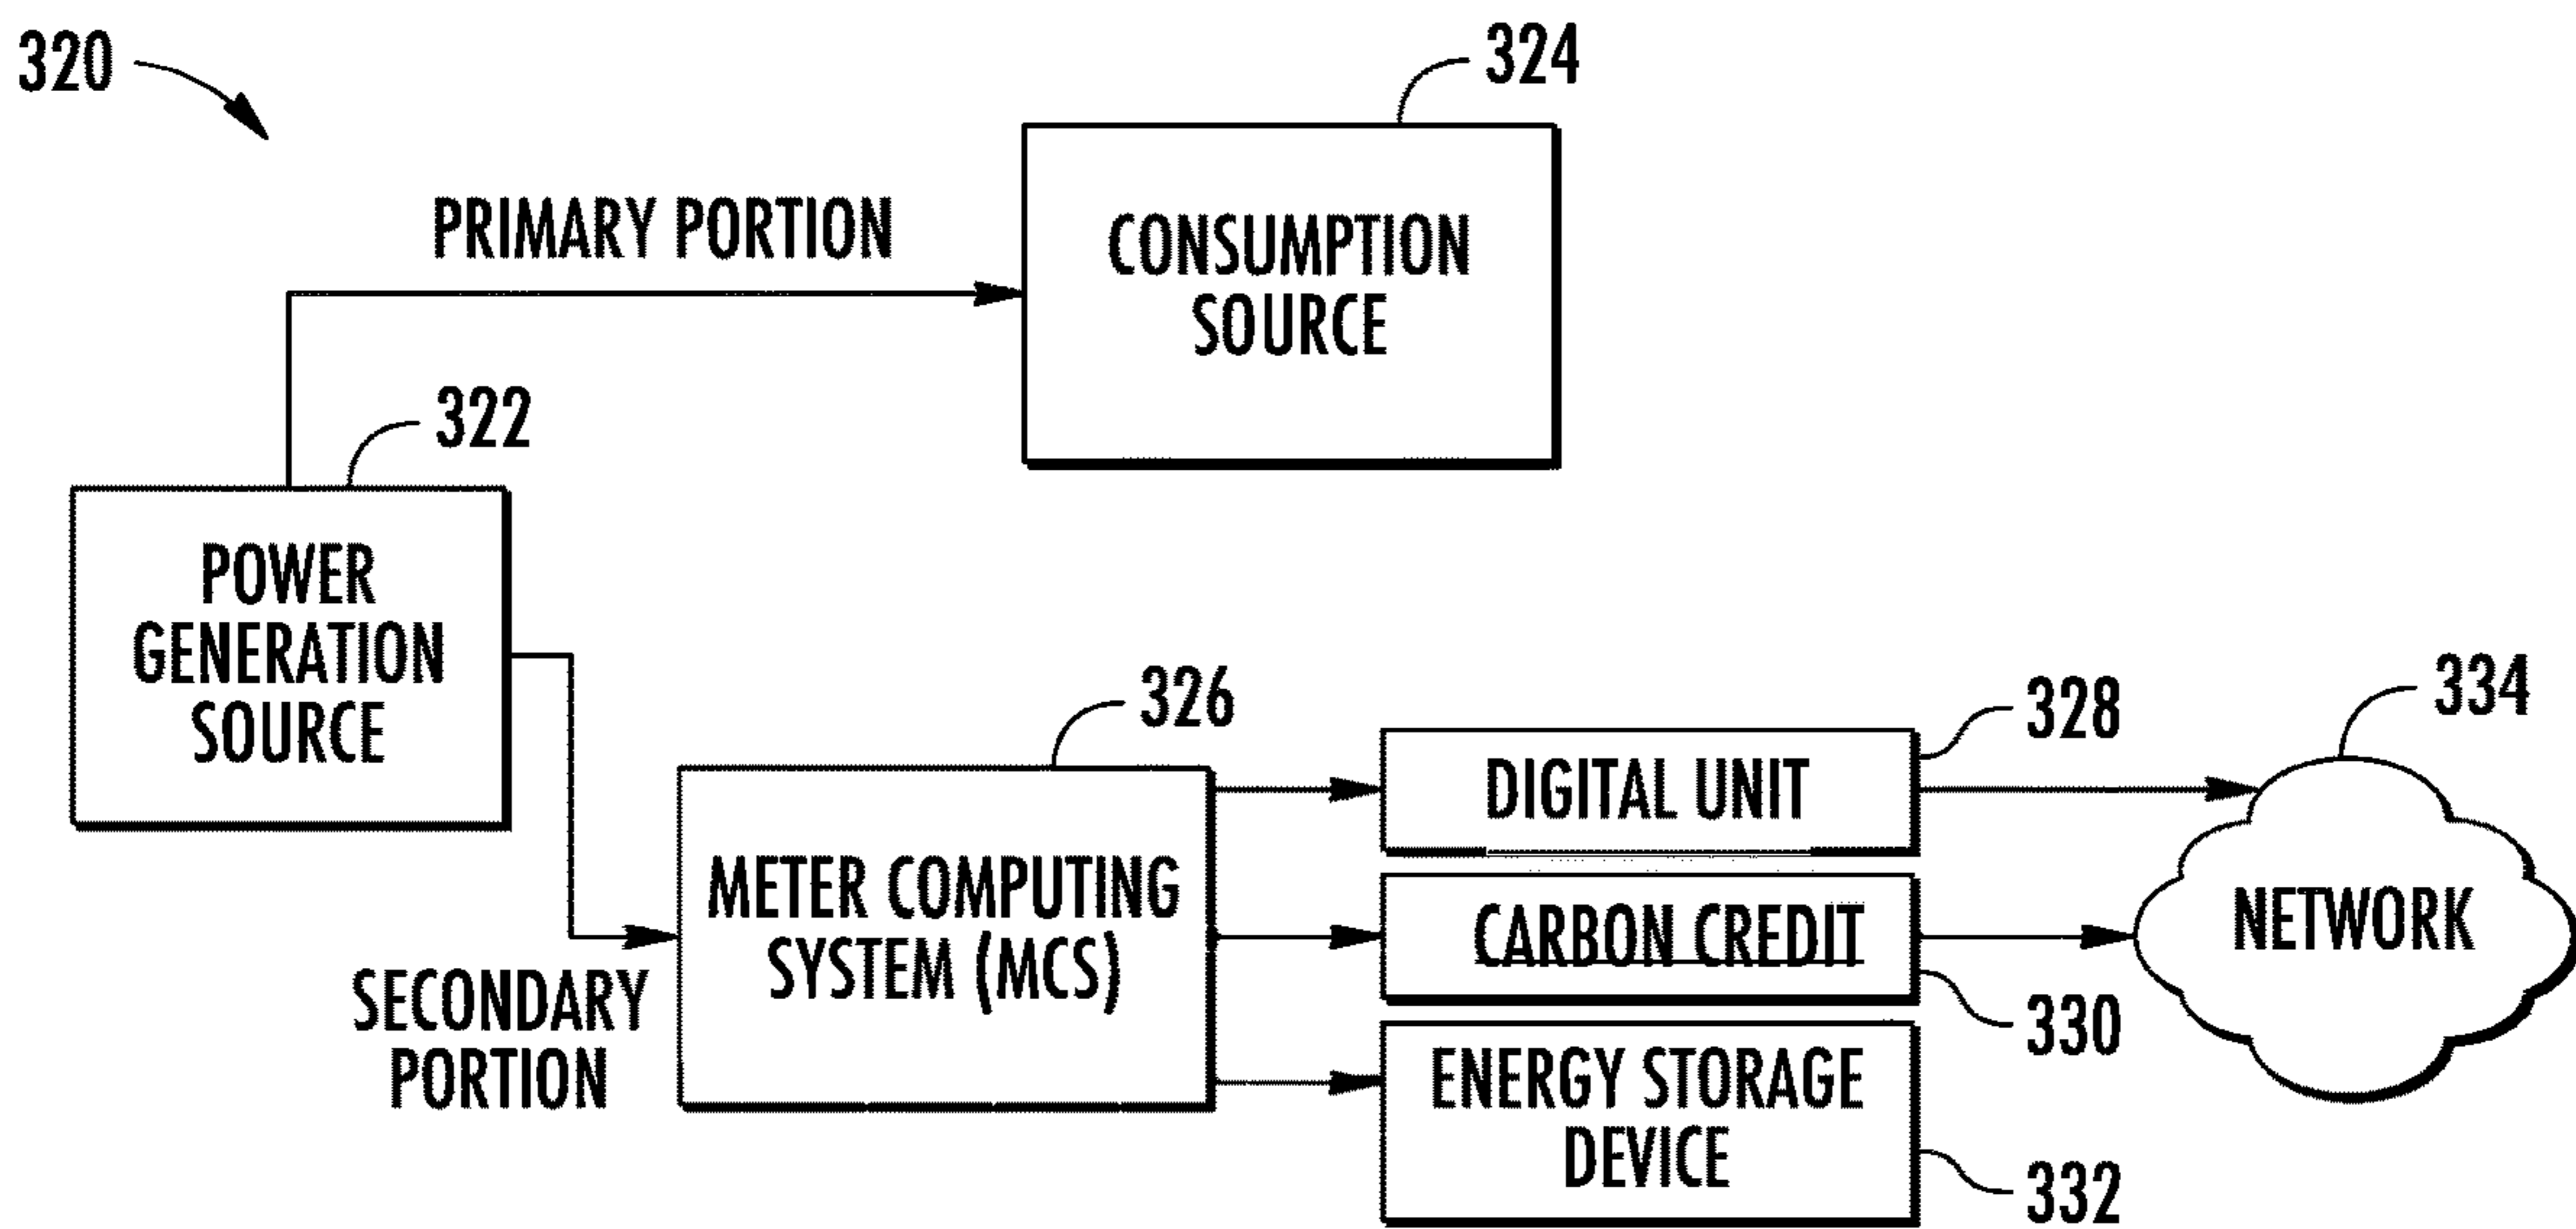 320
324
PRIMARY PORTION
CONSUMPTION
SOURCE
322
POWER
GENERATION
SOURCE
326
328
334
DIGITAL UNIT
METER COMPUTING
SYSTEM (MCS)
CARBON CREDIT
NETWORK
SECONDARY
PORTION
330
ENERGY STORAGE
DEVICE
332